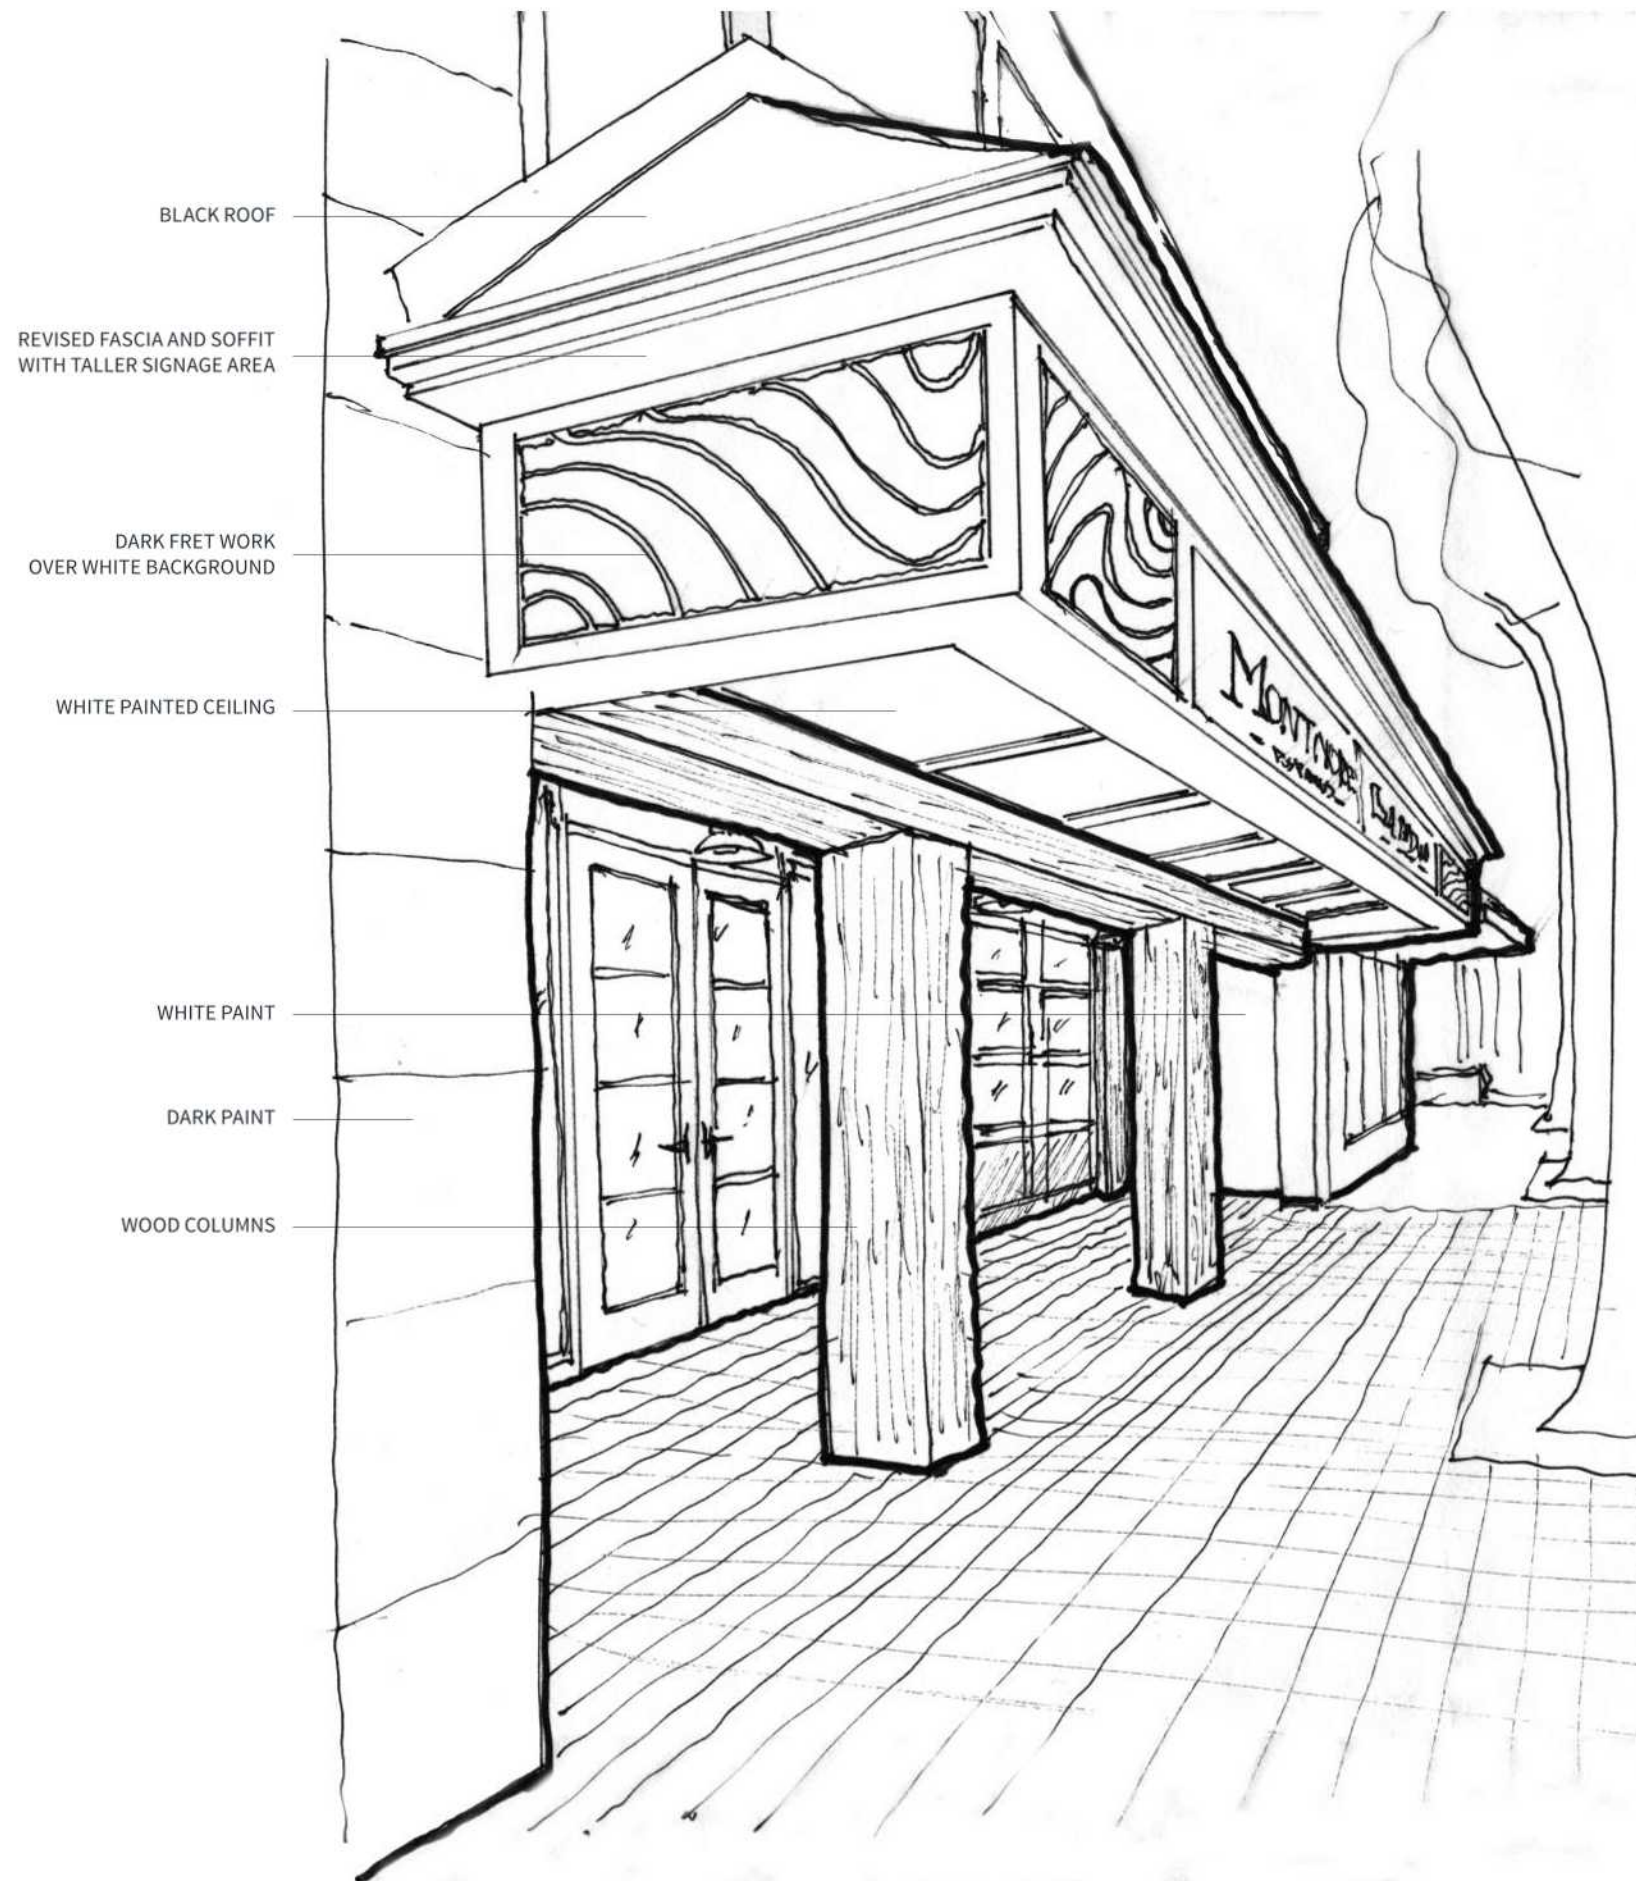 BLACK ROOF
REVISED FASCIA AND SOFFIT
WITH TALLER SIGNAGE AREA
DARK FRET WORK
OVER WHITE BACKGROUND
WHITE PAINTED CEILING
WHITE PAINT
DARK PAINT
WOOD COLUMNS